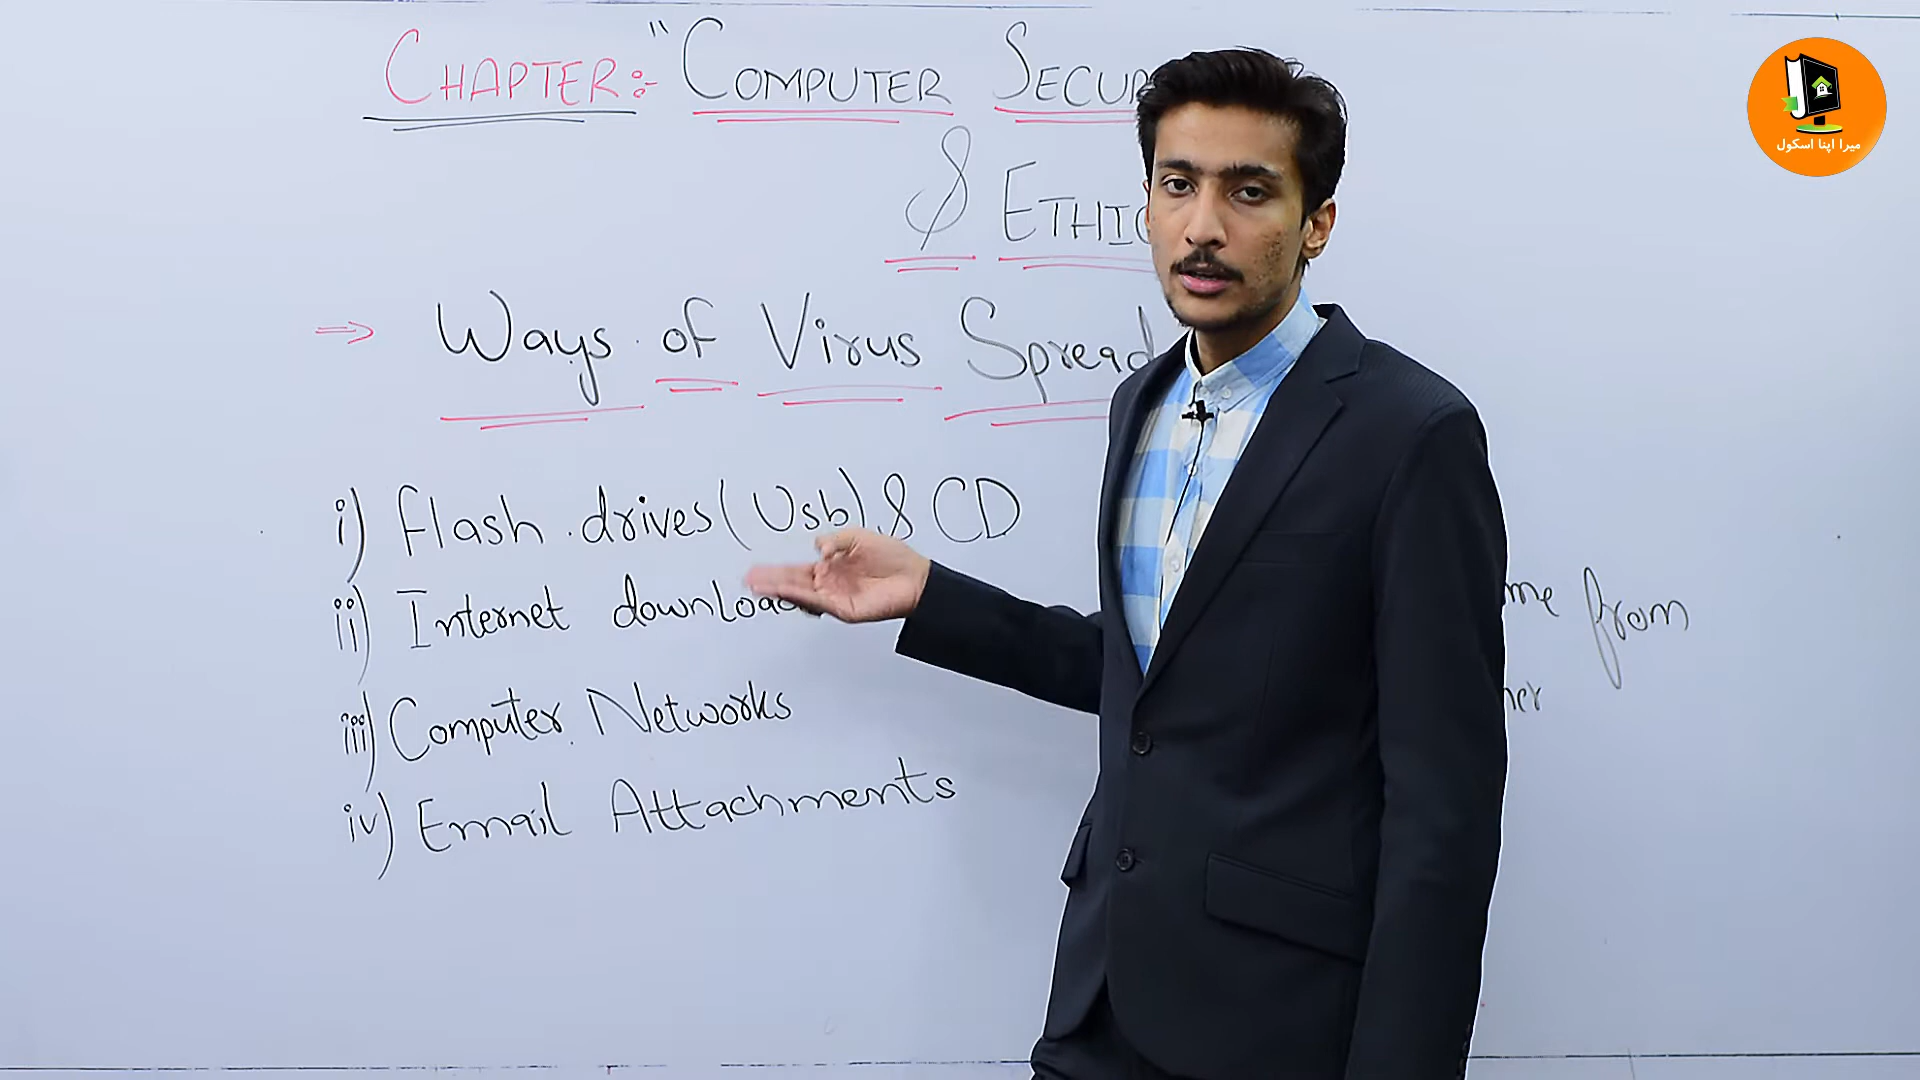 CHAPTER:- "COMPUTER SECUR
& ETHIC
⇒ Ways of Virus Spread
i) Flash drives (Usb) & CD
ii) Internet download
iii) Computer Networks
iv) Email Attachments
from
میرا اپنا اسکول